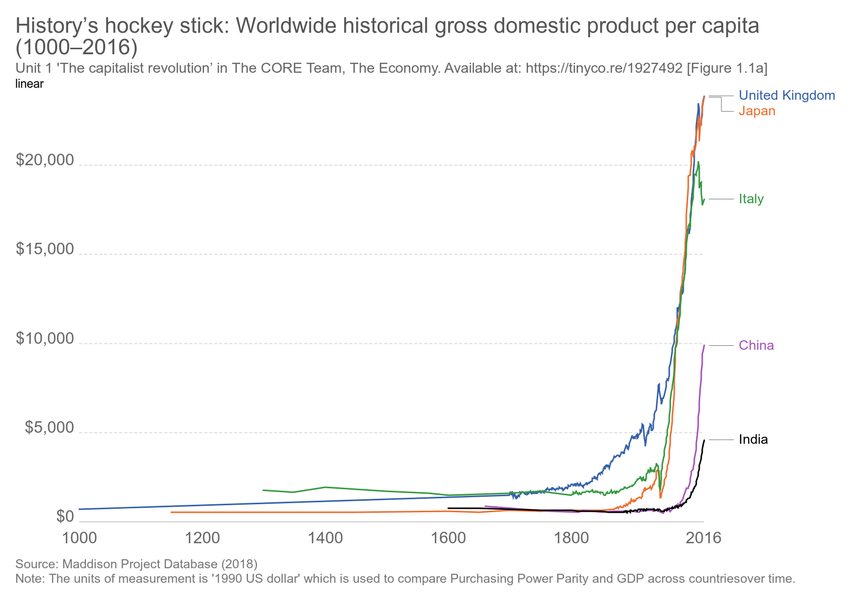 History’s hockey stick: Worldwide historical gross domestic product per capita
(1000–2016)
Unit 1 'The capitalist revolution’ in The CORE Team, The Economy. Available at: https://tinyco.re/1927492 [Figure 1.1a]
linear
United Kingdom
Japan
$20,000
Italy
$15,000
$10,000
China
$5,000
India
$0
1000 1200 1400 1600 1800 2016
Source: Maddison Project Database (2018)
Note: The units of measurement is '1990 US dollar' which is used to compare Purchasing Power Parity and GDP across countriesover time.